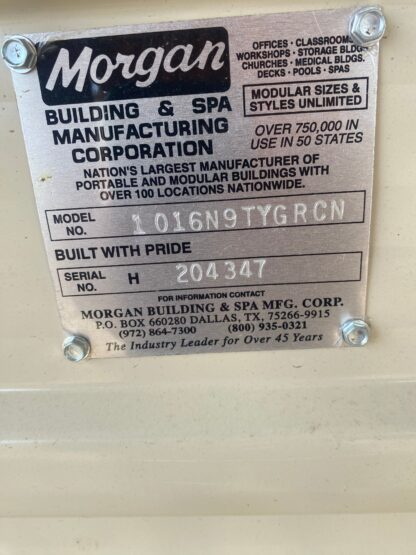 Morgan
OFFICES · CLASSROOMS
WORKSHOPS · STORAGE BLDG.
CHURCHES · MEDICAL BLDGS.
DECKS · POOLS · SPAS
MODULAR SIZES &
STYLES UNLIMITED
BUILDING & SPA
MANUFACTURING
CORPORATION
OVER 750,000 IN
USE IN 50 STATES
NATION'S LARGEST MANUFACTURER OF
PORTABLE AND MODULAR BUILDINGS WITH
OVER 100 LOCATIONS NATIONWIDE.
MODEL NO. 1016N9TYGRCN
BUILT WITH PRIDE
SERIAL NO. H 204347
FOR INFORMATION CONTACT
MORGAN BUILDING & SPA MFG. CORP.
P.O. BOX 660280 DALLAS, TX, 75266-9915
(972) 864-7300 (800) 935-0321
The Industry Leader for Over 45 Years